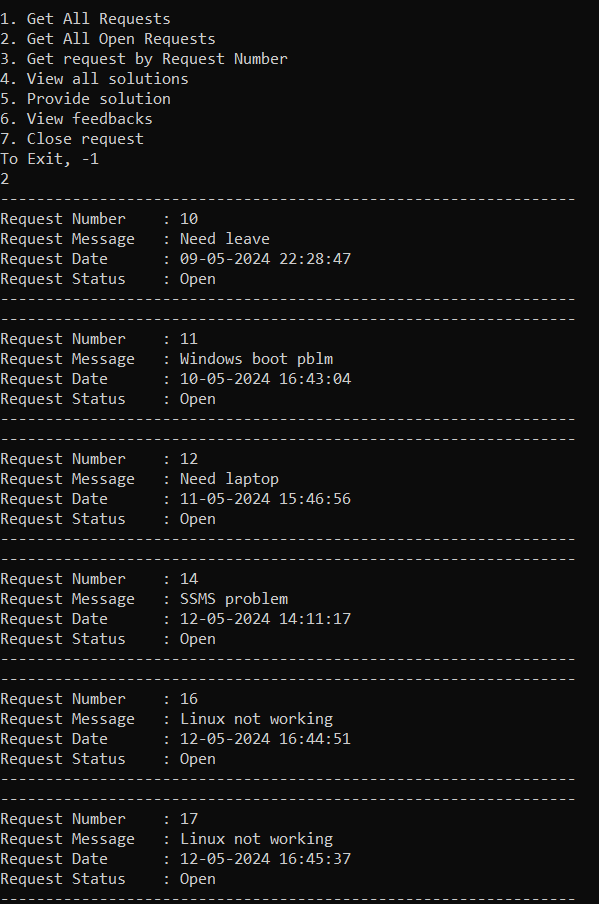 1. Get All Requests
2. Get All Open Requests
3. Get request by Request Number
4. View all solutions
5. Provide solution
6. View feedbacks
7. Close request
To Exit, -1
2
----------------------------------------------------------------
Request Number    : 10
Request Message   : Need leave
Request Date      : 09-05-2024 22:28:47
Request Status    : Open
----------------------------------------------------------------
----------------------------------------------------------------
Request Number    : 11
Request Message   : Windows boot pblm
Request Date      : 10-05-2024 16:43:04
Request Status    : Open
----------------------------------------------------------------
----------------------------------------------------------------
Request Number    : 12
Request Message   : Need laptop
Request Date      : 11-05-2024 15:46:56
Request Status    : Open
----------------------------------------------------------------
----------------------------------------------------------------
Request Number    : 14
Request Message   : SSMS problem
Request Date      : 12-05-2024 14:11:17
Request Status    : Open
----------------------------------------------------------------
----------------------------------------------------------------
Request Number    : 16
Request Message   : Linux not working
Request Date      : 12-05-2024 16:44:51
Request Status    : Open
----------------------------------------------------------------
----------------------------------------------------------------
Request Number    : 17
Request Message   : Linux not working
Request Date      : 12-05-2024 16:45:37
Request Status    : Open
----------------------------------------------------------------